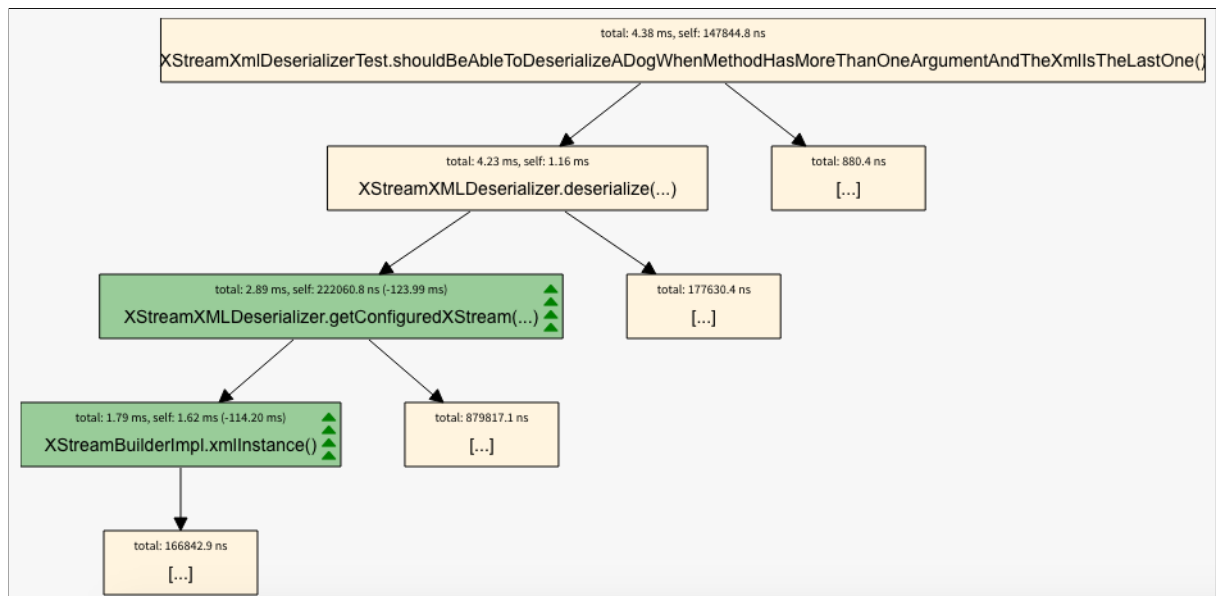 total: 4.38 ms, self: 147844.8 ns
XStreamXmlDeserializerTest.shouldBeAbleToDeserializeADogWhenMethodHasMoreThanOneArgumentAndTheXmlIsTheLastOne()
total: 4.23 ms, self: 1.16 ms
XStreamXMLDeserializer.deserialize(...)
total: 880.4 ns
[...]
total: 2.89 ms, self: 222060.8 ns (-123.99 ms)
XStreamXMLDeserializer.getConfiguredXStream(...)
total: 177630.4 ns
[...]
total: 1.79 ms, self: 1.62 ms (-114.20 ms)
XStreamBuilderImpl.xmlInstance()
total: 879817.1 ns
[...]
total: 166842.9 ns
[...]